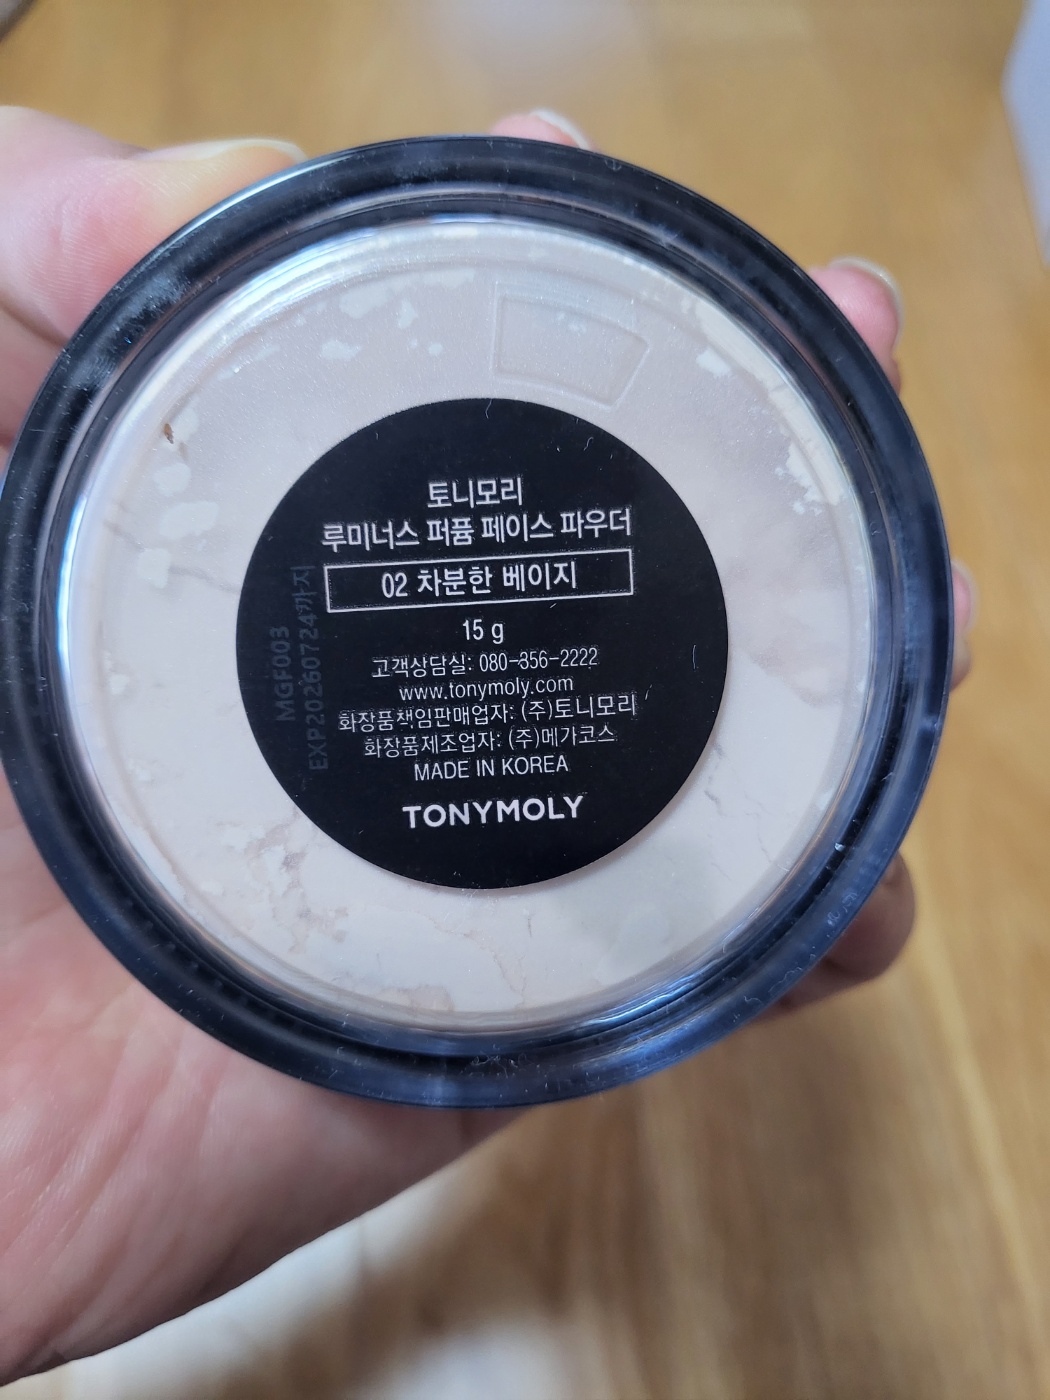 토니모리
루미너스 퍼퓸 페이스 파우더
02 차분한 베이지
15 g
고객상담실: 080-356-2222
www.tonymoly.com
화장품책임판매업자: (주)토니모리
화장품제조업자: (주)메가코스
MADE IN KOREA
TONYMOLY
MGF003
EXP20260724까지